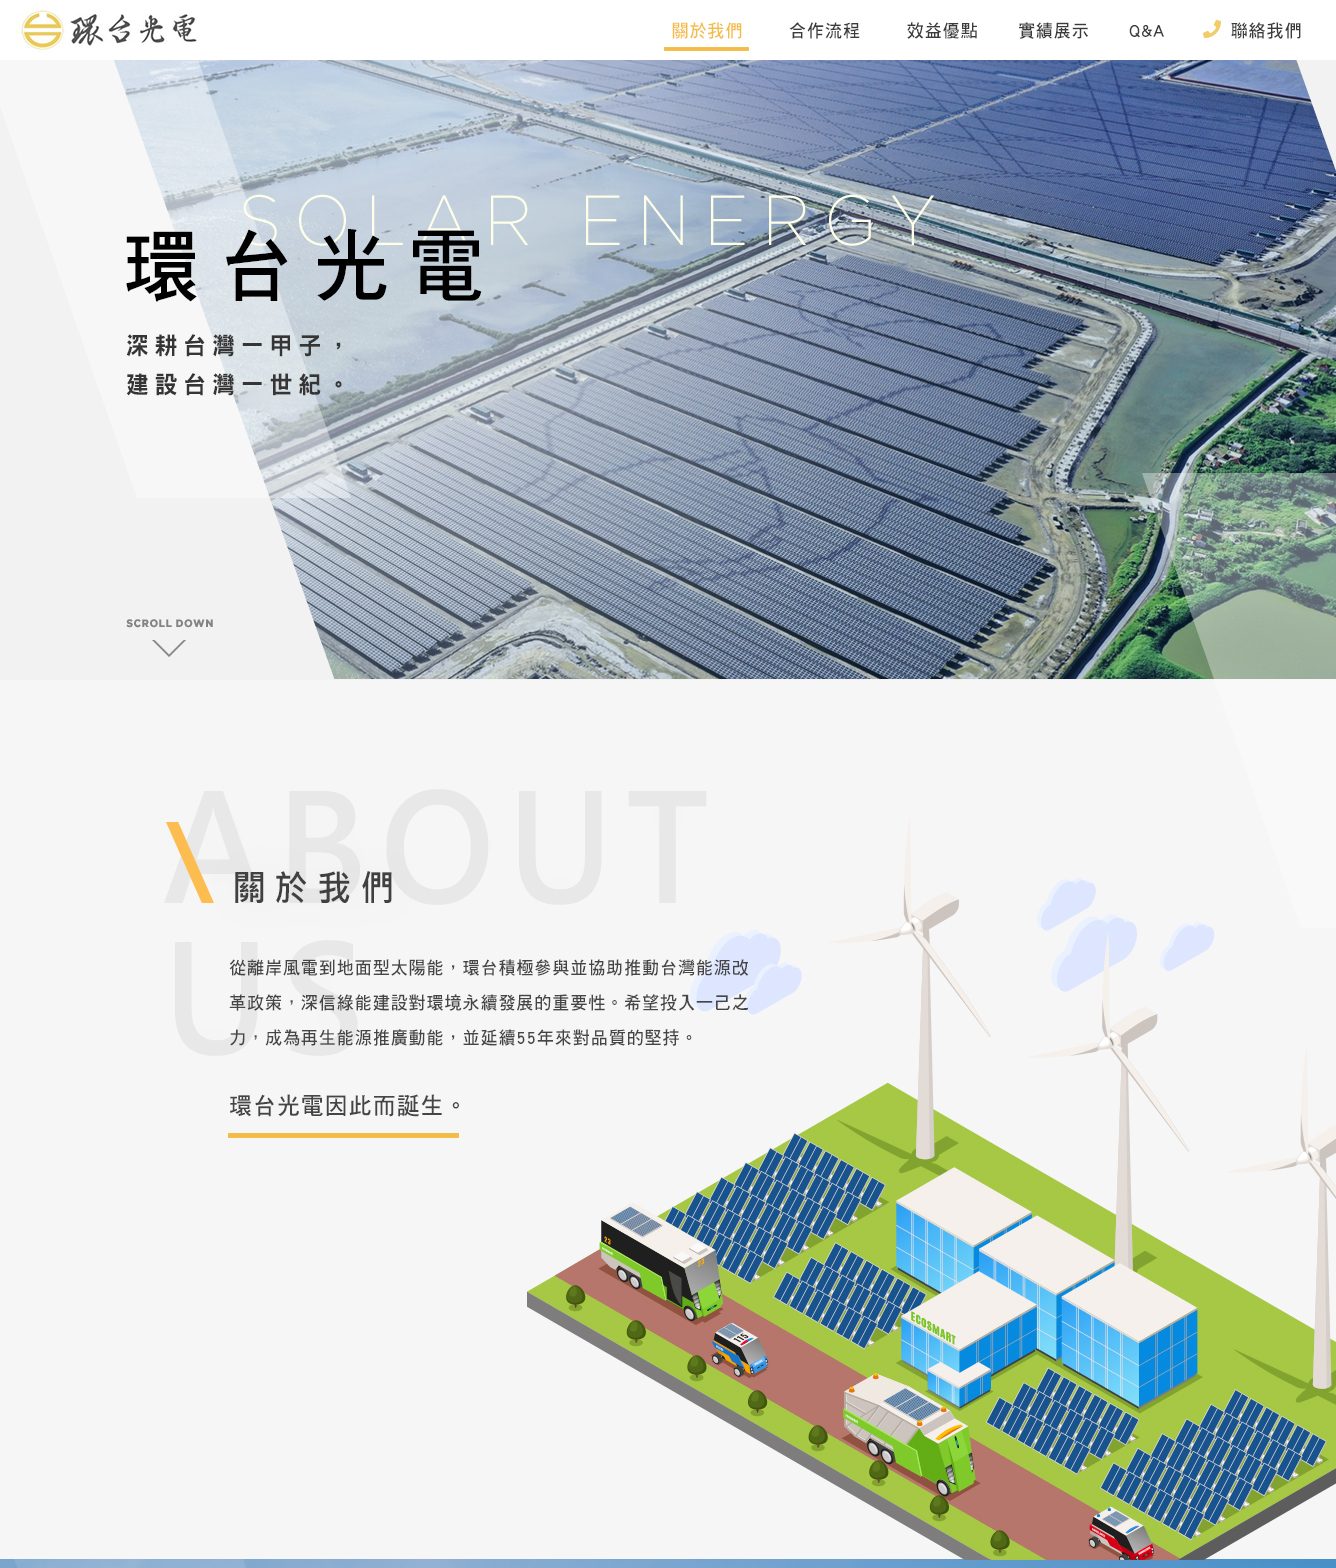 環台光電
關於我們
合作流程
效益優點
實績展示
Q&A
聯絡我們
SOLAR ENERGY
環台光電
深耕台灣一甲子，
建設台灣一世紀。
SCROLL DOWN
ABOUT
US
關於我們
從離岸風電到地面型太陽能，環台積極參與並協助推動台灣能源改
革政策，深信綠能建設對環境永續發展的重要性。希望投入一己之
力，成為再生能源推廣動能，並延續55年來對品質的堅持。
環台光電因此而誕生。
23
115
ECOSMART